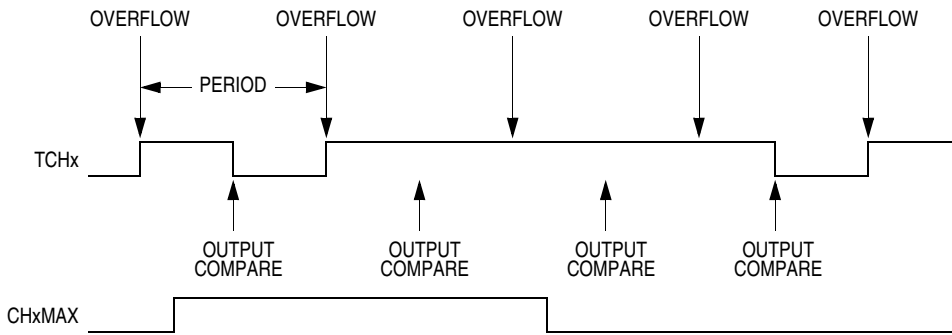 OVERFLOW OVERFLOW OVERFLOW OVERFLOW OVERFLOW
PERIOD
TCHx
OUTPUT COMPARE
OUTPUT COMPARE
OUTPUT COMPARE
OUTPUT COMPARE
CHxMAX